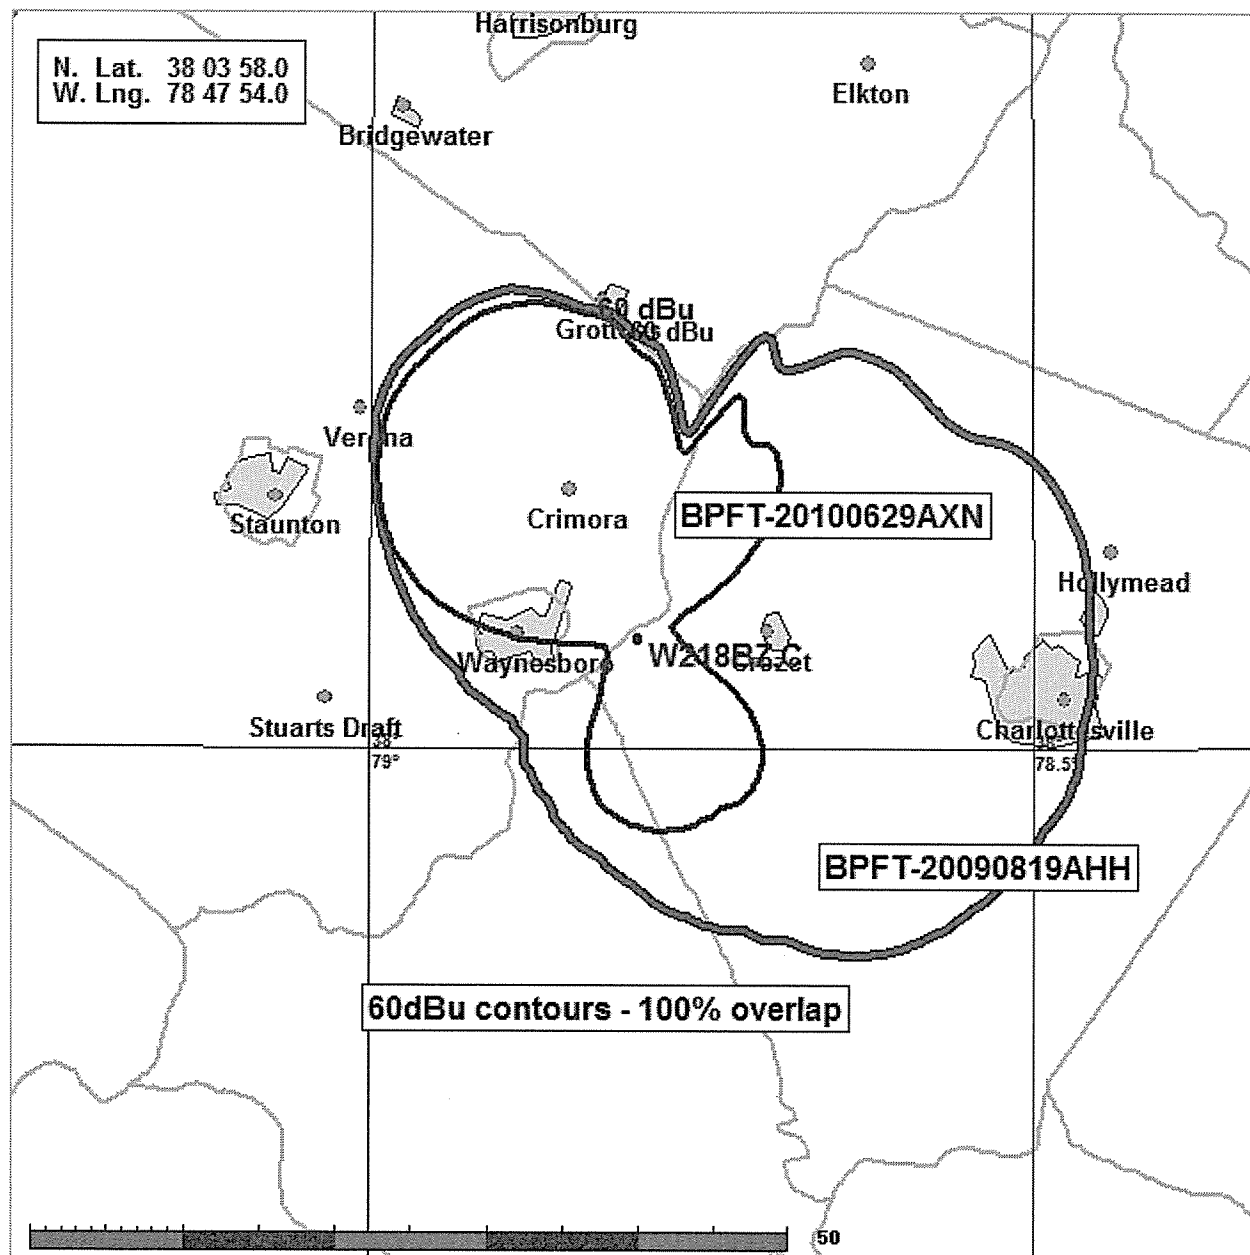 Harrisonburg
N. Lat. 38 03 58.0
W. Lng. 78 47 54.0
Elkton
Bridgewater
60 dBu
Grottoes
60 dBu
Verona
Staunton
Crimora
BPFT-20100629AXN
Hollymead
Waynesboro
W218BZ.C
Crozet
Stuarts Draft
Charlottesville
38°
79°
38°
78.5°
BPFT-20090819AHH
60dBu contours - 100% overlap
50